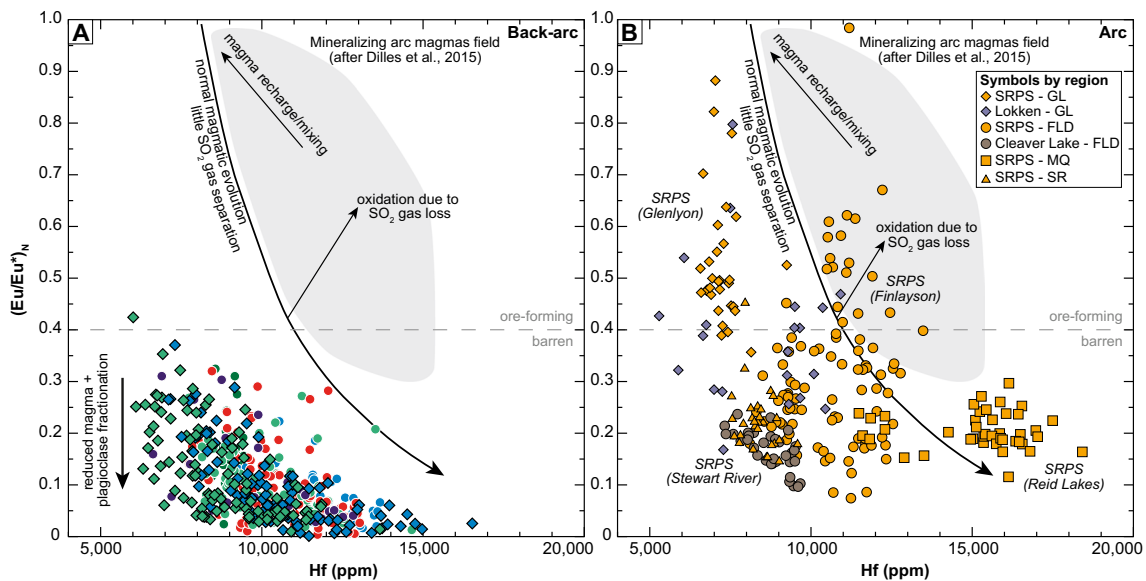 A
Back-arc
Mineralizing arc magmas field
(after Dilles et al., 2015)
magma recharge/mixing
normal magmatic evolution
little SO2 gas separation
oxidation due to
SO2 gas loss
ore-forming
barren
reduced magma +
plagioclase fractionation
(Eu/Eu*)N
1.0
0.9
0.8
0.7
0.6
0.5
0.4
0.3
0.2
0.1
0
5,000
10,000
15,000
20,000
Hf (ppm)
B
Arc
Mineralizing arc magmas field
(after Dilles et al., 2015)
magma recharge/mixing
normal magmatic evolution
little SO2 gas separation
Symbols by region
SRPS - GL
Lokken - GL
SRPS - FLD
Cleaver Lake - FLD
SRPS - MQ
SRPS - SR
SRPS
(Glenlyon)
oxidation due to
SO2 gas loss
SRPS
(Finlayson)
ore-forming
barren
SRPS
(Stewart River)
SRPS
(Reid Lakes)
5,000
10,000
15,000
20,000
Hf (ppm)